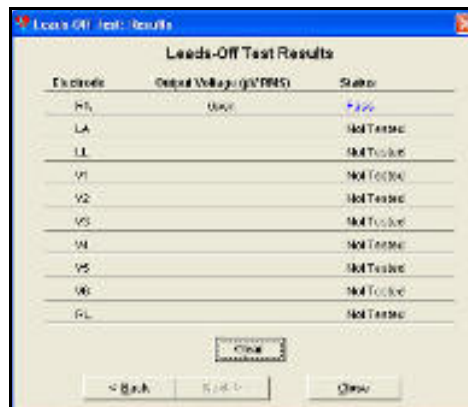 Leads-Off Test: Results
Leads-Off Test Results
Electrode Output Voltage (µV RMS) Status
RA Pass
LA Not Tested
LL Not Tested
V1 Not Tested
V2 Not Tested
V3 Not Tested
V4 Not Tested
V5 Not Tested
V6 Not Tested
RL Not Tested
Clear
< Back Next > Close